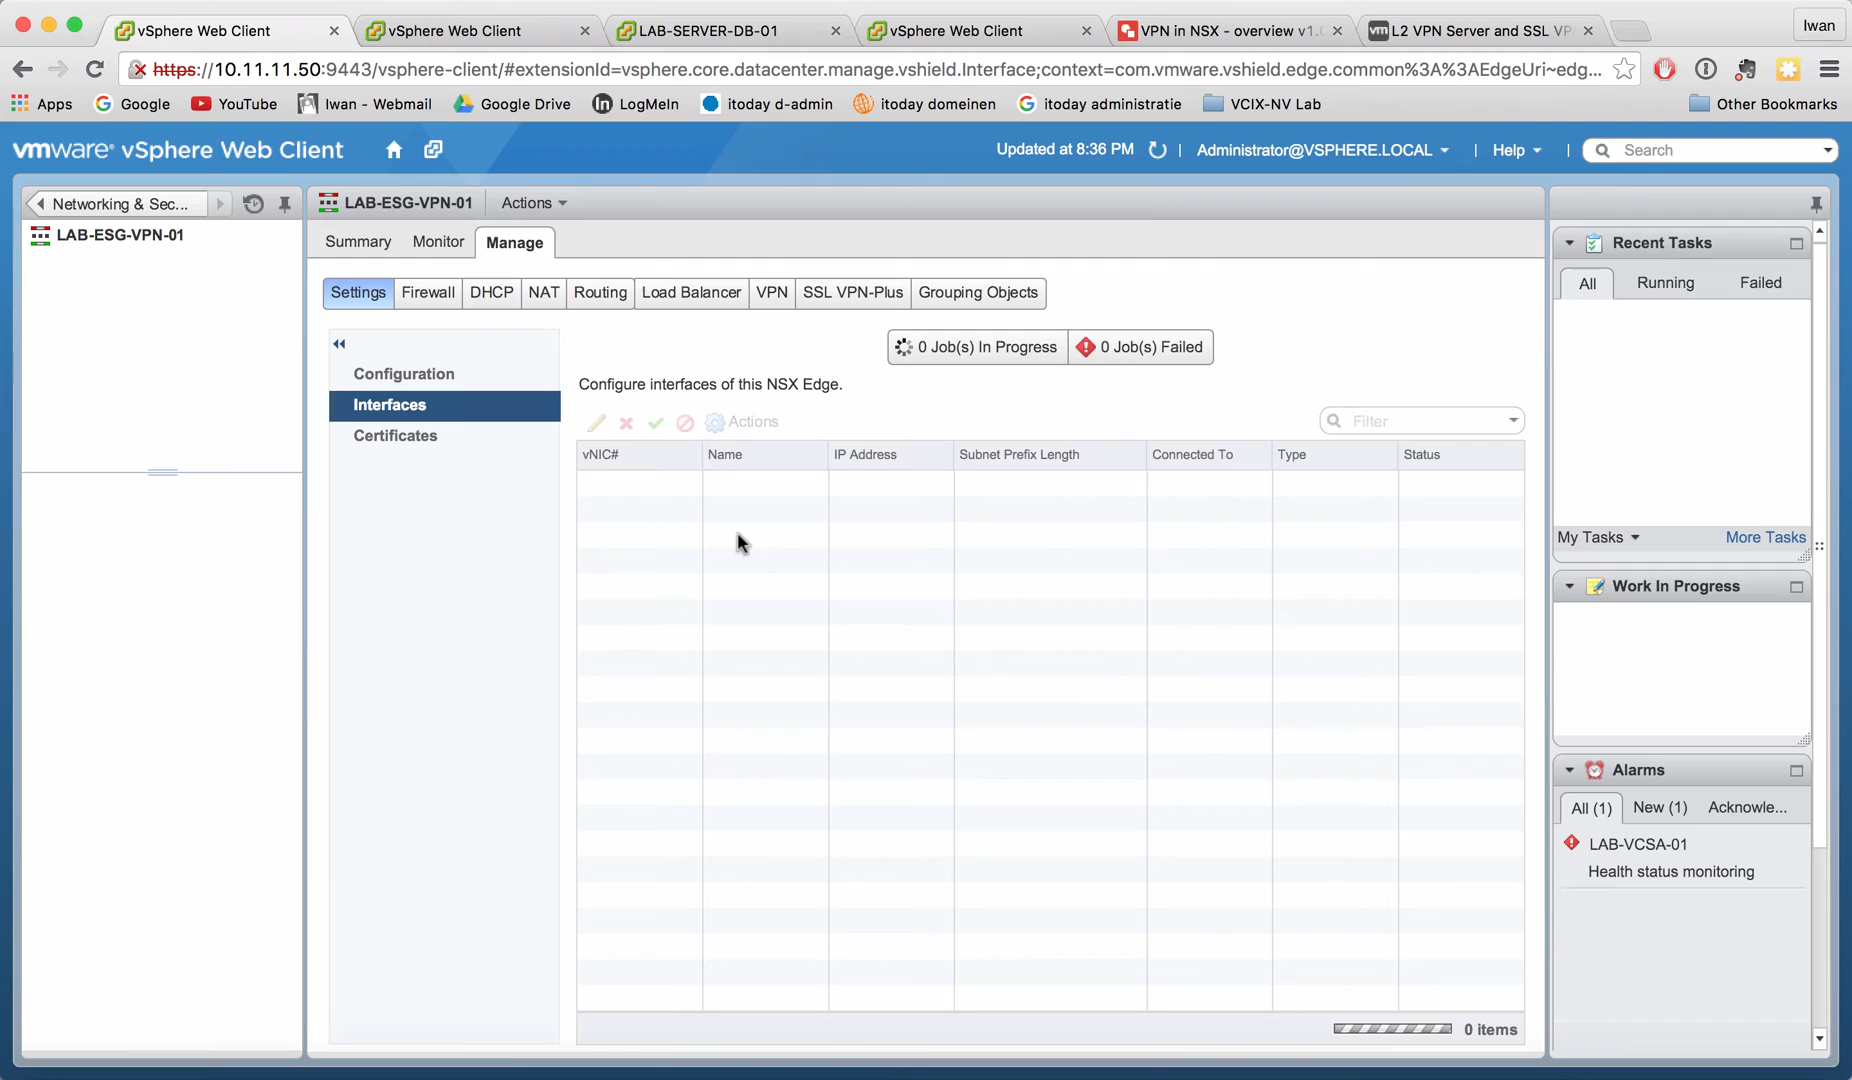 vSphere Web Client
vSphere Web Client
LAB-SERVER-DB-01
vSphere Web Client
VPN in NSX - overview v1.
L2 VPN Server and SSL VP
Iwan
https://10.11.11.50:9443/vsphere-client/#extensionId=vsphere.core.datacenter.manage.vshield.Interface;context=com.vmware.vshield.edge.common%3A%3AEdgeUri~edg...
Apps
Google
YouTube
Iwan - Webmail
Google Drive
LogMeIn
itoday d-admin
itoday domeinen
itoday administratie
VCIX-NV Lab
Other Bookmarks
vmware vSphere Web Client
Updated at 8:36 PM
Administrator@VSPHERE.LOCAL
Help
Search
Networking & Sec...
LAB-ESG-VPN-01
LAB-ESG-VPN-01
Actions
Summary
Monitor
Manage
Settings
Firewall
DHCP
NAT
Routing
Load Balancer
VPN
SSL VPN-Plus
Grouping Objects
Configuration
Interfaces
Certificates
0 Job(s) In Progress
0 Job(s) Failed
Configure interfaces of this NSX Edge.
Actions
Filter
vNIC#
Name
IP Address
Subnet Prefix Length
Connected To
Type
Status
0 items
Recent Tasks
All
Running
Failed
My Tasks
More Tasks
Work In Progress
Alarms
All (1)
New (1)
Acknowle...
LAB-VCSA-01
Health status monitoring